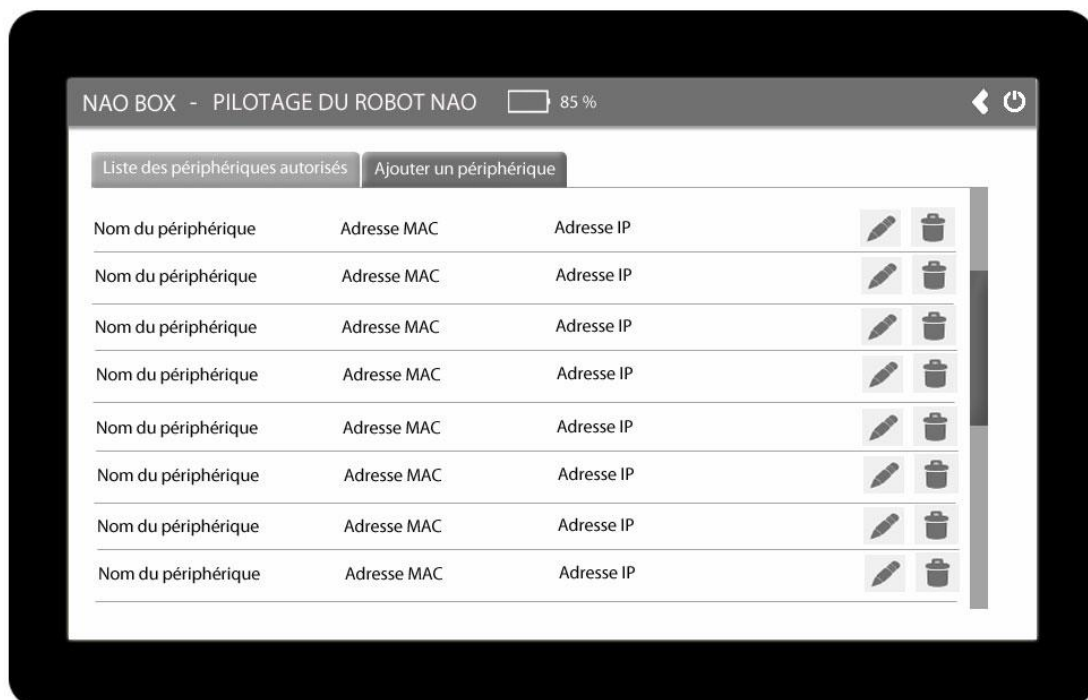 NAO BOX - PILOTAGE DU ROBOT NAO 85 %
Liste des périphériques autorisés Ajouter un périphérique
Nom du périphérique Adresse MAC Adresse IP
Nom du périphérique Adresse MAC Adresse IP
Nom du périphérique Adresse MAC Adresse IP
Nom du périphérique Adresse MAC Adresse IP
Nom du périphérique Adresse MAC Adresse IP
Nom du périphérique Adresse MAC Adresse IP
Nom du périphérique Adresse MAC Adresse IP
Nom du périphérique Adresse MAC Adresse IP